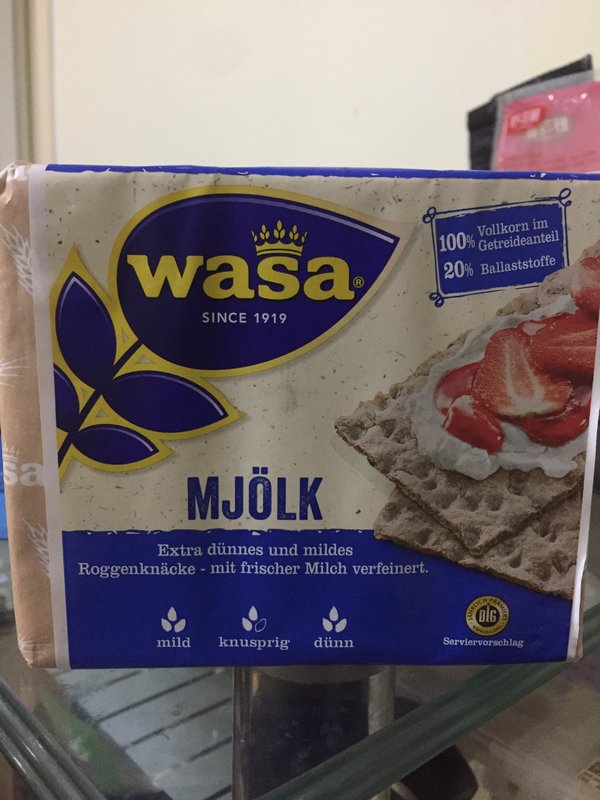 wasa®
SINCE 1919
100% Vollkorn im
Getreideanteil
20% Ballaststoffe
MJÖLK
Extra dünnes und mildes
Roggenknäcke - mit frischer Milch verfeinert.
mild
knusprig
dünn
DLG
Serviervorschlag
sa